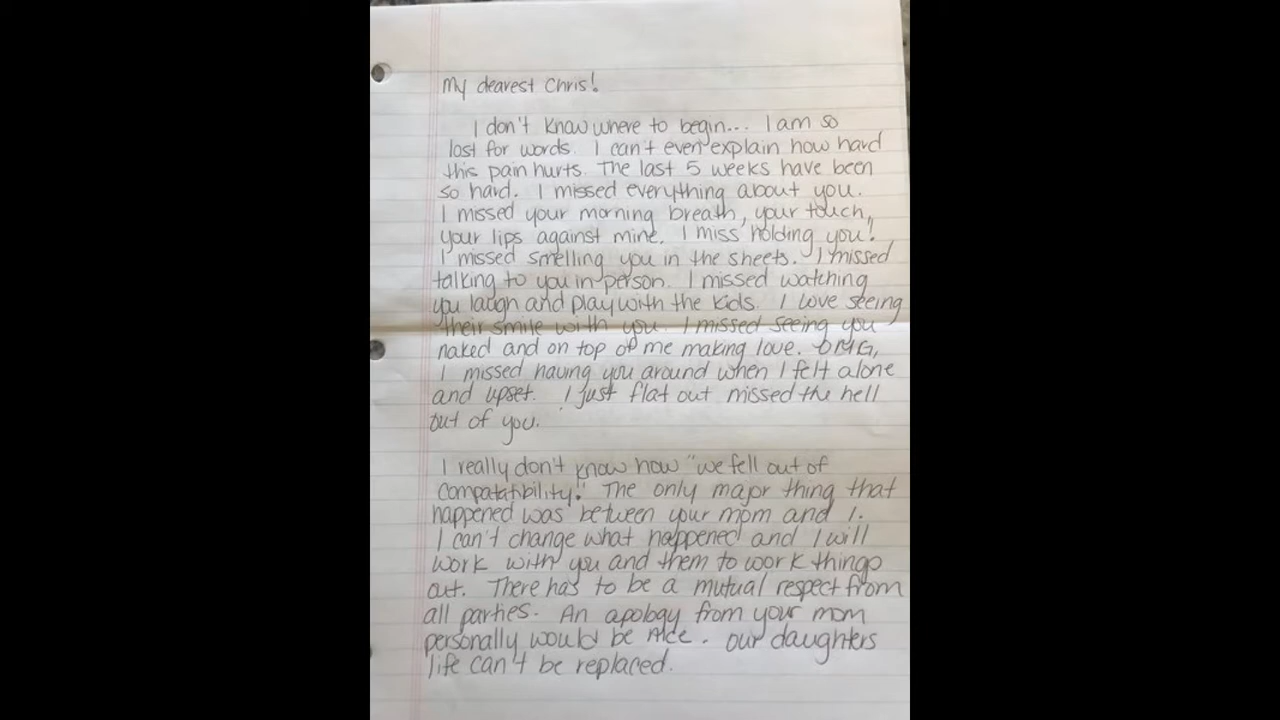 My dearest Chris!
I don't know where to begin... I am so
lost for words. I can't even explain how hard
this pain hurts. The last 5 weeks have been
so hard. I missed everything about you.
I missed your morning breath, your touch,
your lips against mine. I miss holding you!
I missed smelling you in the sheets. I missed
talking to you in person. I missed watching
you laugh and play with the kids. I love seeing
their smile with you. I missed seeing you
naked and on top of me making love. OMG,
I missed having you around when I felt alone
and upset. I just flat out missed the hell
out of you.
I really don't know how "we fell out of
compatability." The only major thing that
happened was between your mom and I.
I can't change what happened and I will
work with you and them to work things
out. There has to be a mutual respect from
all parties. An apology from your mom
personally would be nice. Our daughters
life can't be replaced.